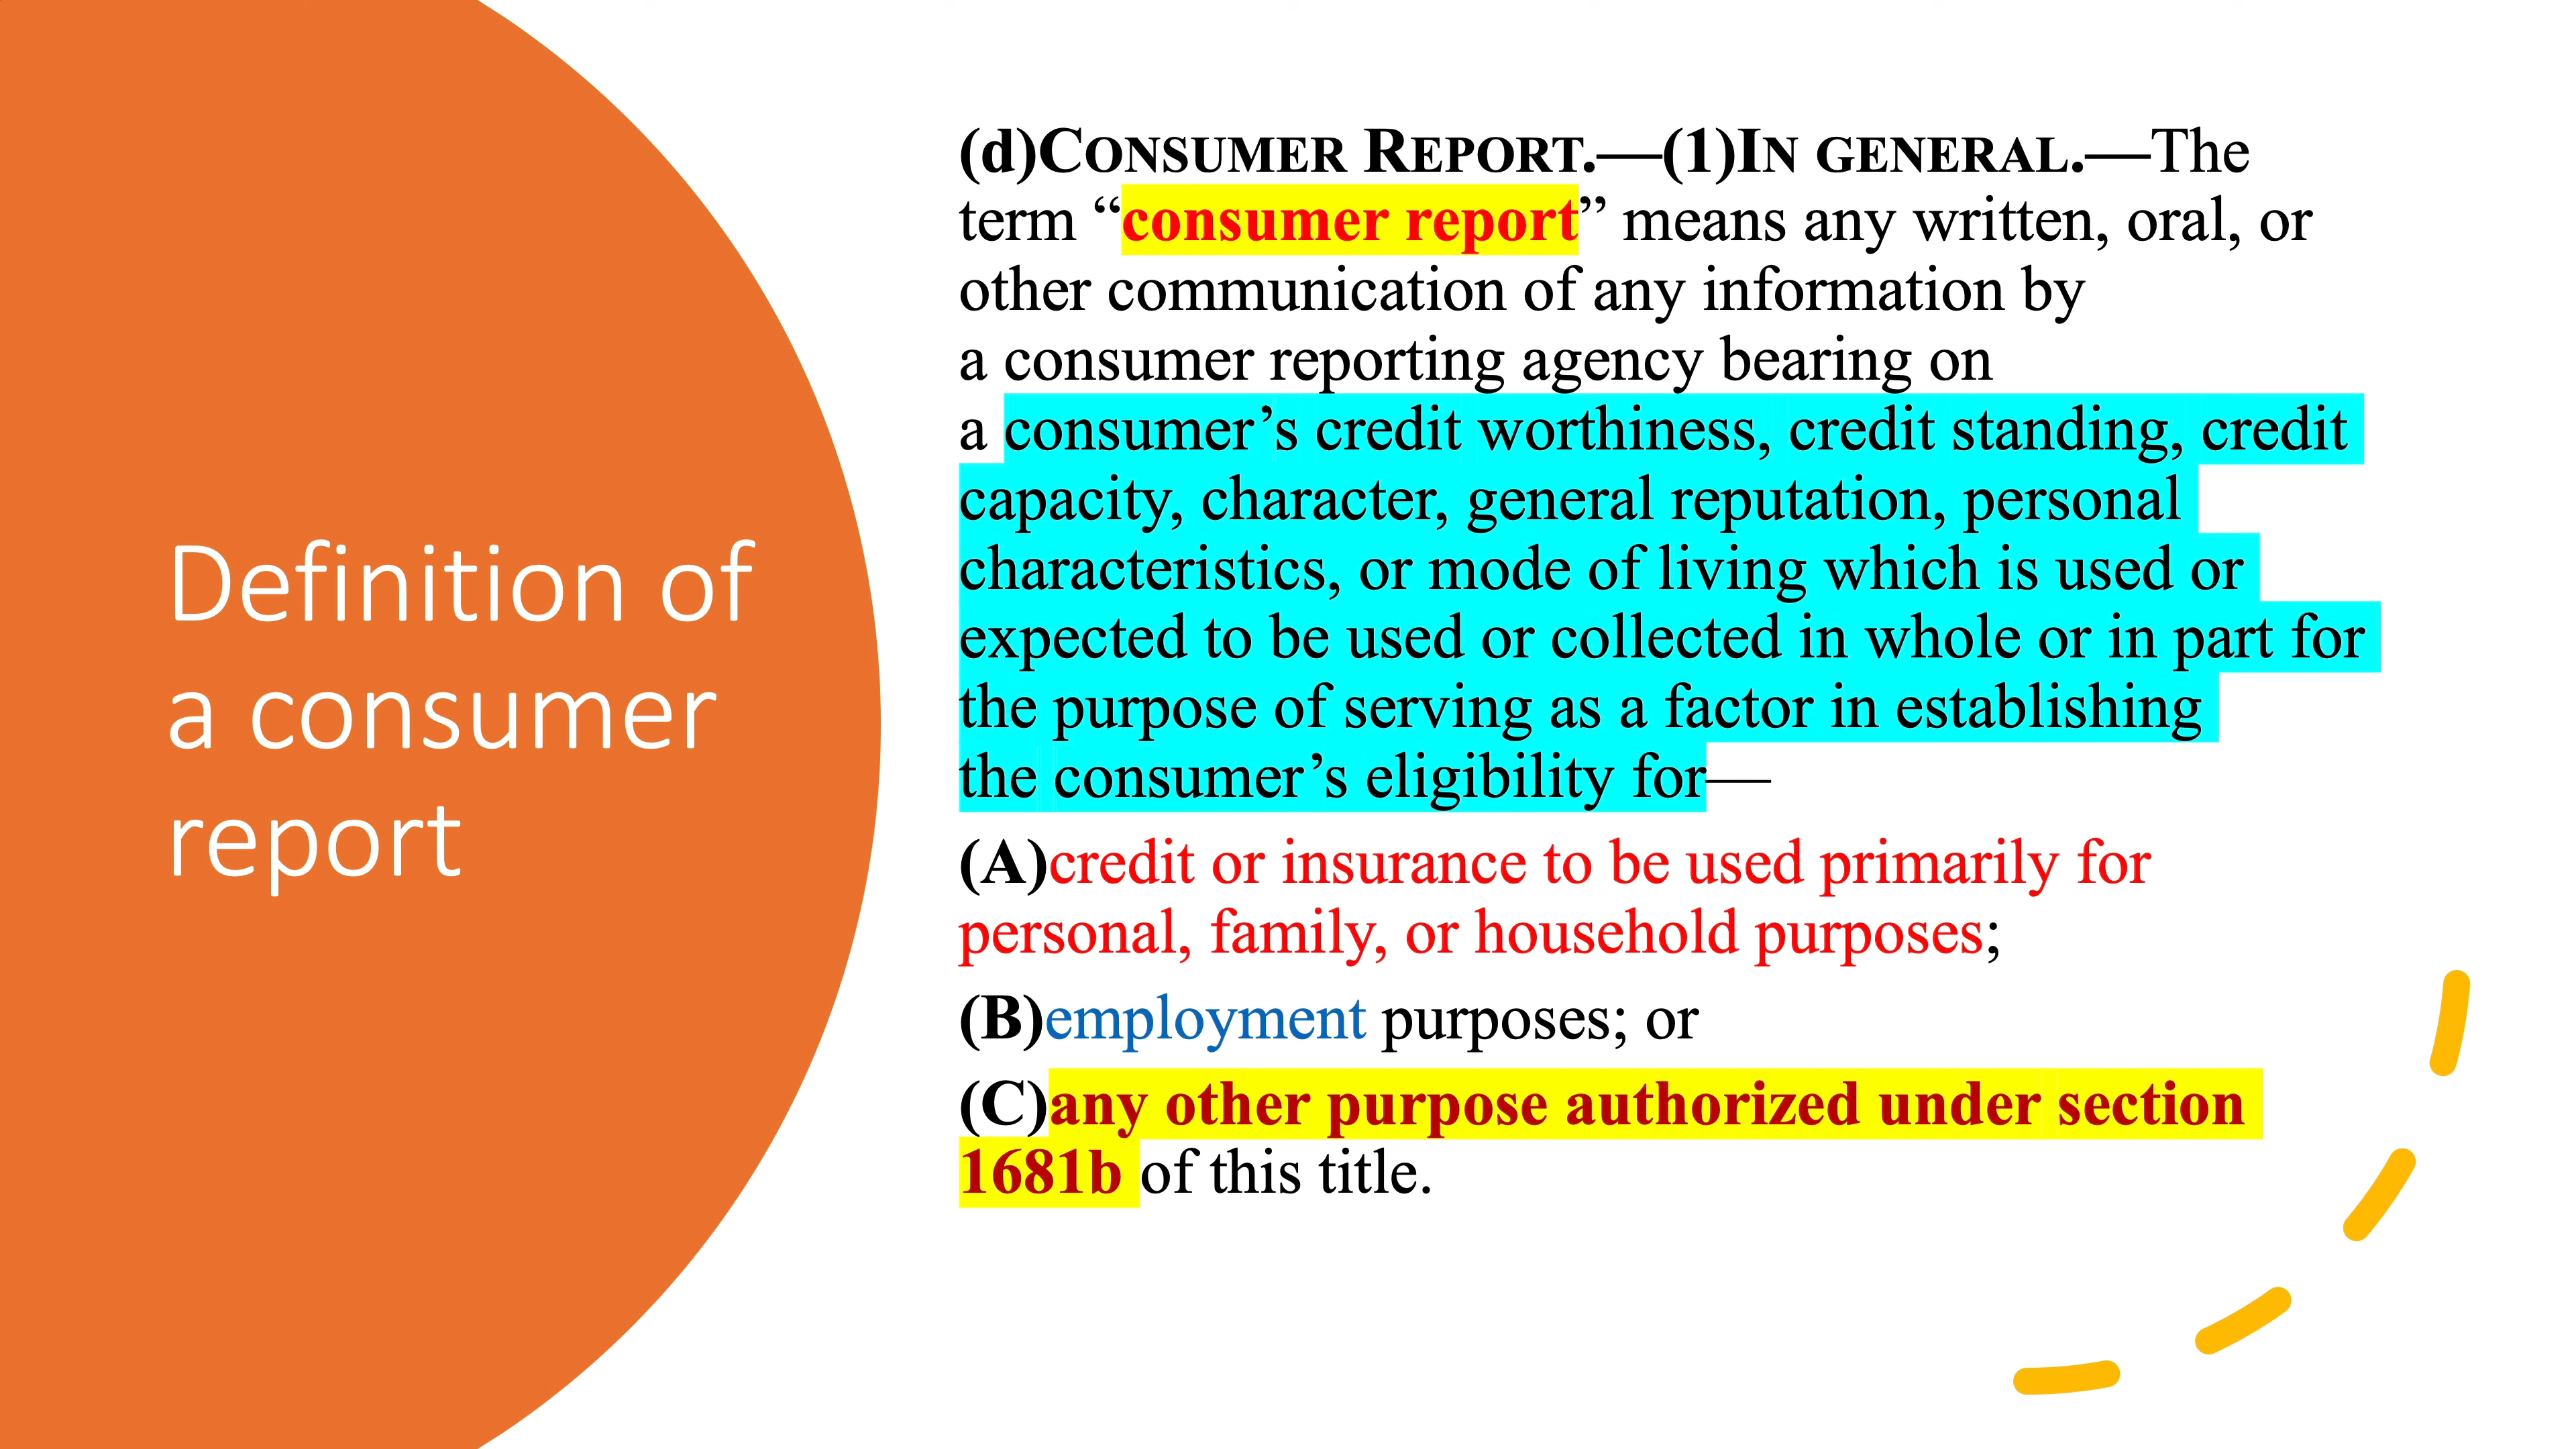 Definition of
a consumer
report
(d)CONSUMER REPORT.—(1)IN GENERAL.—The
term “consumer report” means any written, oral, or
other communication of any information by
a consumer reporting agency bearing on
a consumer’s credit worthiness, credit standing, credit
capacity, character, general reputation, personal
characteristics, or mode of living which is used or
expected to be used or collected in whole or in part for
the purpose of serving as a factor in establishing
the consumer’s eligibility for—
(A)credit or insurance to be used primarily for
personal, family, or household purposes;
(B)employment purposes; or
(C)any other purpose authorized under section
1681b of this title.